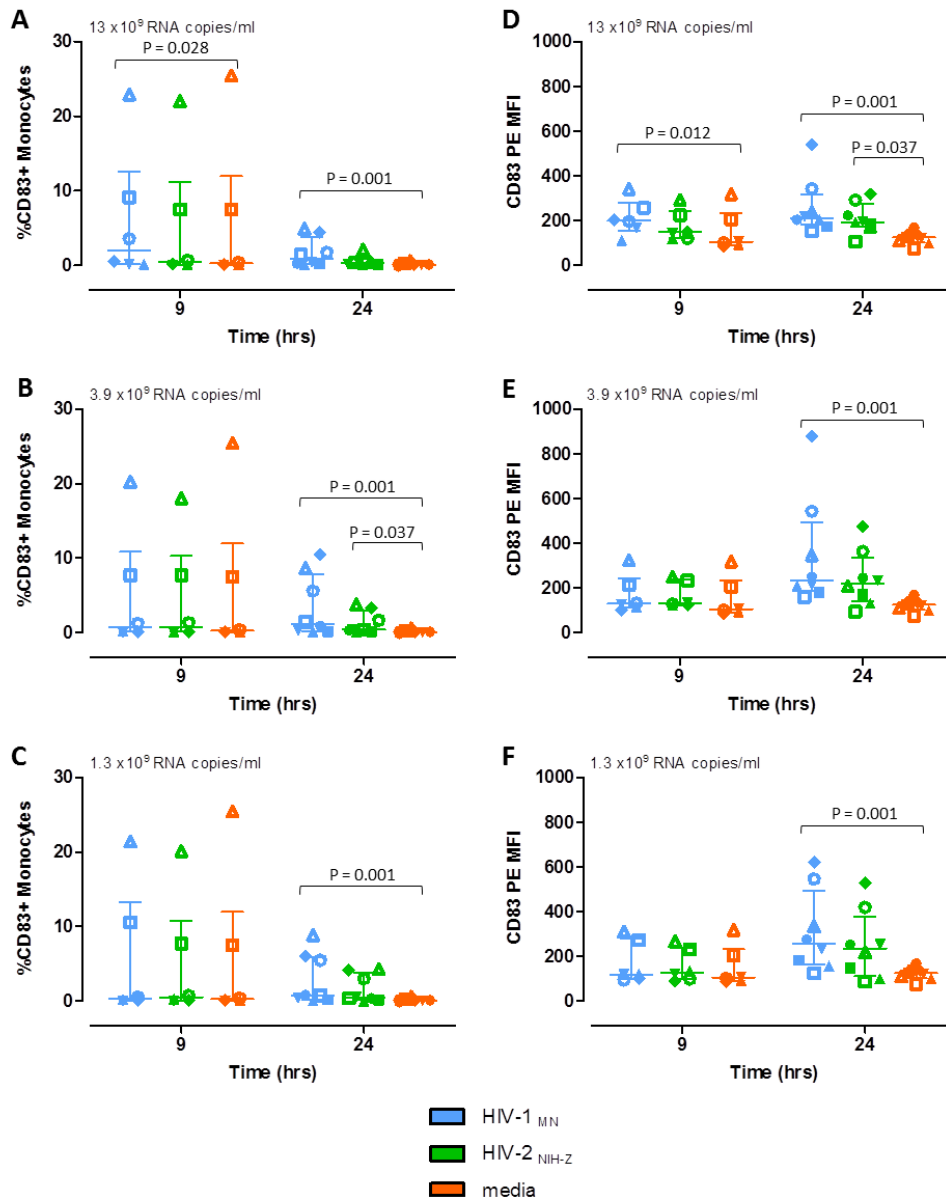 A
13 x10⁹ RNA copies/ml
P = 0.028
P = 0.001
%CD83+ Monocytes
30
20
10
0
9
24
Time (hrs)
D
13 x10⁹ RNA copies/ml
P = 0.012
P = 0.001
P = 0.037
CD83 PE MFI
1000
800
600
400
200
0
9
24
Time (hrs)
B
3.9 x10⁹ RNA copies/ml
P = 0.001
P = 0.037
%CD83+ Monocytes
30
20
10
0
9
24
Time (hrs)
E
3.9 x10⁹ RNA copies/ml
P = 0.001
CD83 PE MFI
1000
800
600
400
200
0
9
24
Time (hrs)
C
1.3 x10⁹ RNA copies/ml
P = 0.001
%CD83+ Monocytes
30
20
10
0
9
24
Time (hrs)
F
1.3 x10⁹ RNA copies/ml
P = 0.001
CD83 PE MFI
1000
800
600
400
200
0
9
24
Time (hrs)
HIV-1 MN
HIV-2 NIH-Z
media